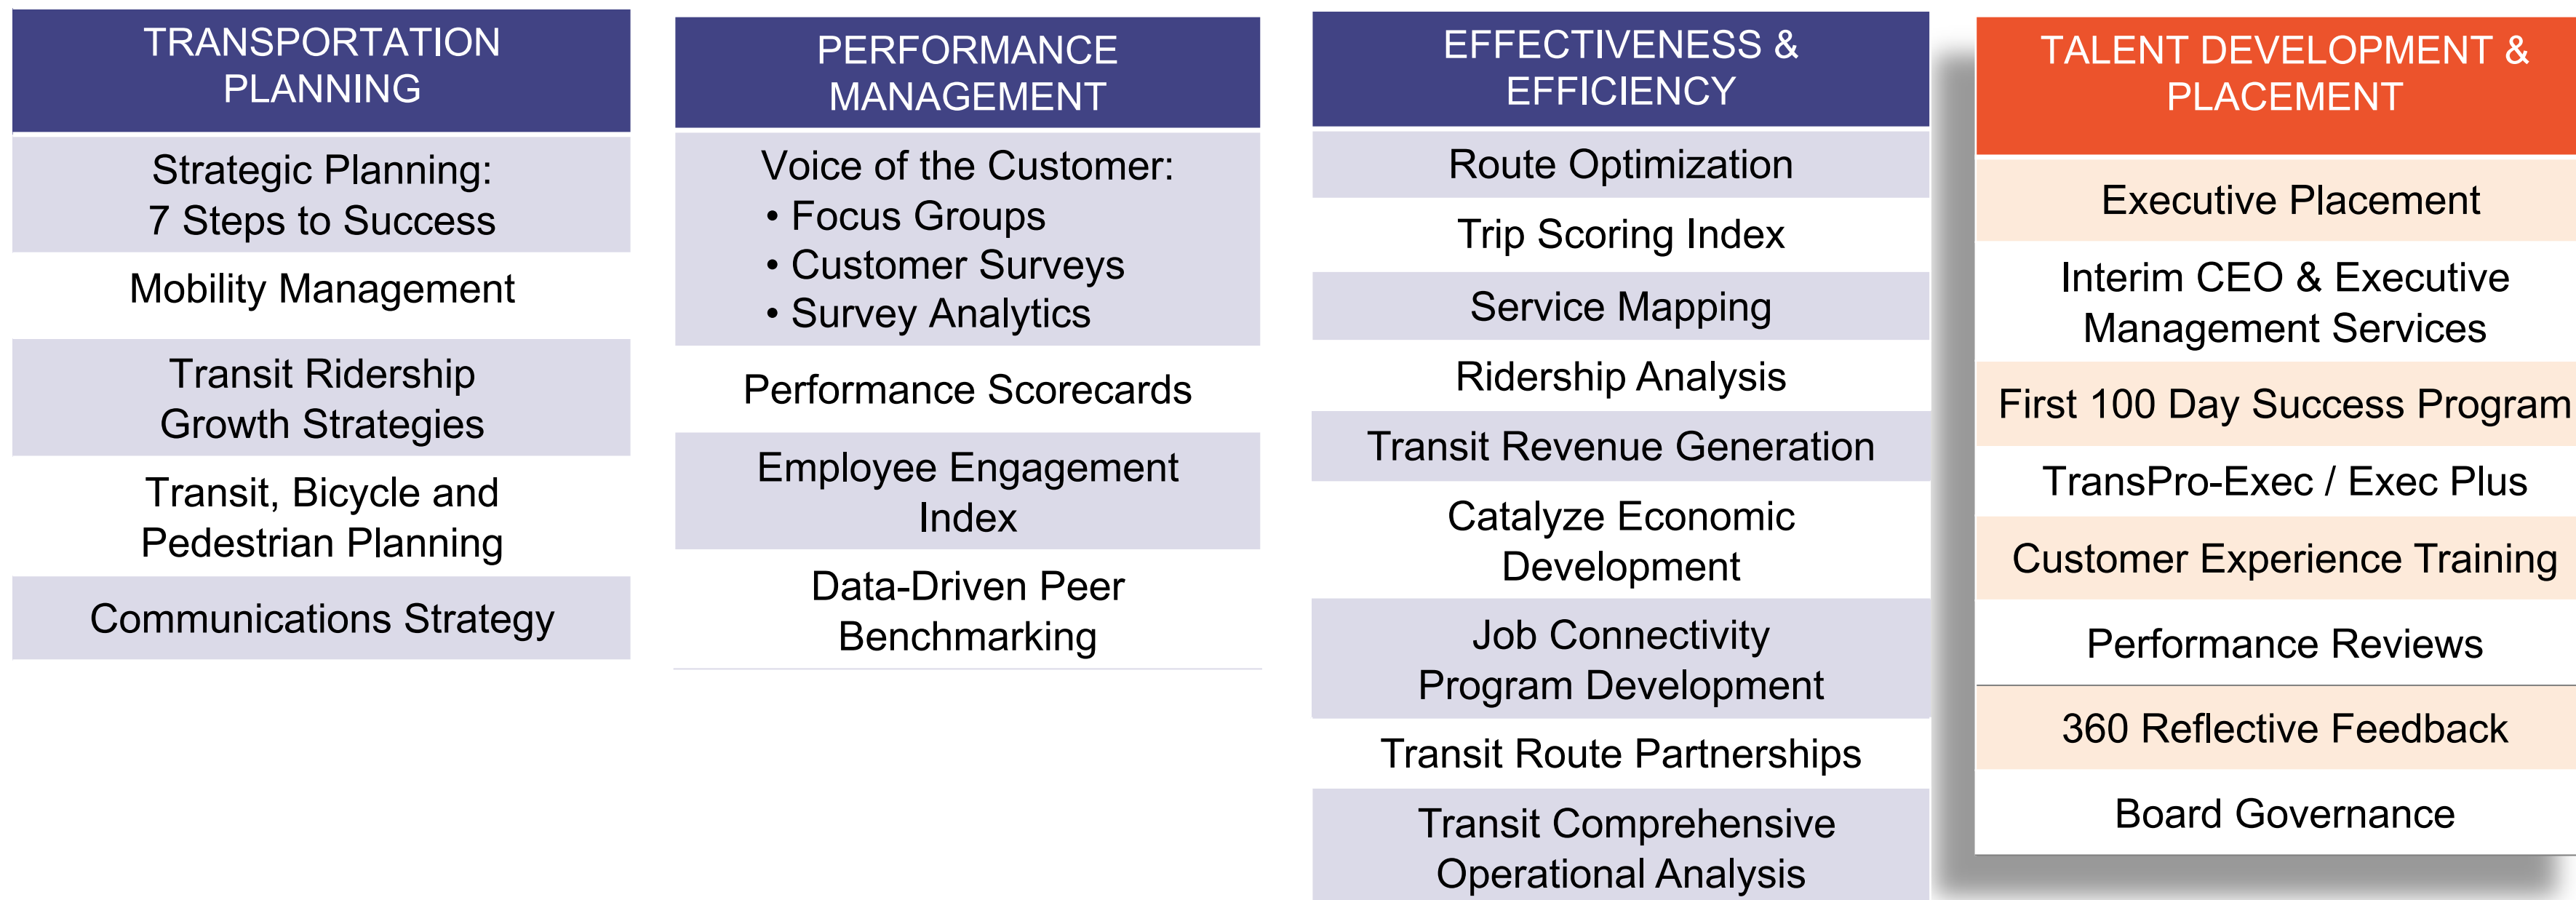 TRANSPORTATION
PLANNING
Strategic Planning:
7 Steps to Success
Mobility Management
Transit Ridership
Growth Strategies
Transit, Bicycle and
Pedestrian Planning
Communications Strategy
PERFORMANCE
MANAGEMENT
Voice of the Customer:
• Focus Groups
• Customer Surveys
• Survey Analytics
Performance Scorecards
Employee Engagement
Index
Data-Driven Peer
Benchmarking
EFFECTIVENESS &
EFFICIENCY
Route Optimization
Trip Scoring Index
Service Mapping
Ridership Analysis
Transit Revenue Generation
Catalyze Economic
Development
Job Connectivity
Program Development
Transit Route Partnerships
Transit Comprehensive
Operational Analysis
TALENT DEVELOPMENT &
PLACEMENT
Executive Placement
Interim CEO & Executive
Management Services
First 100 Day Success Program
TransPro-Exec / Exec Plus
Customer Experience Training
Performance Reviews
360 Reflective Feedback
Board Governance